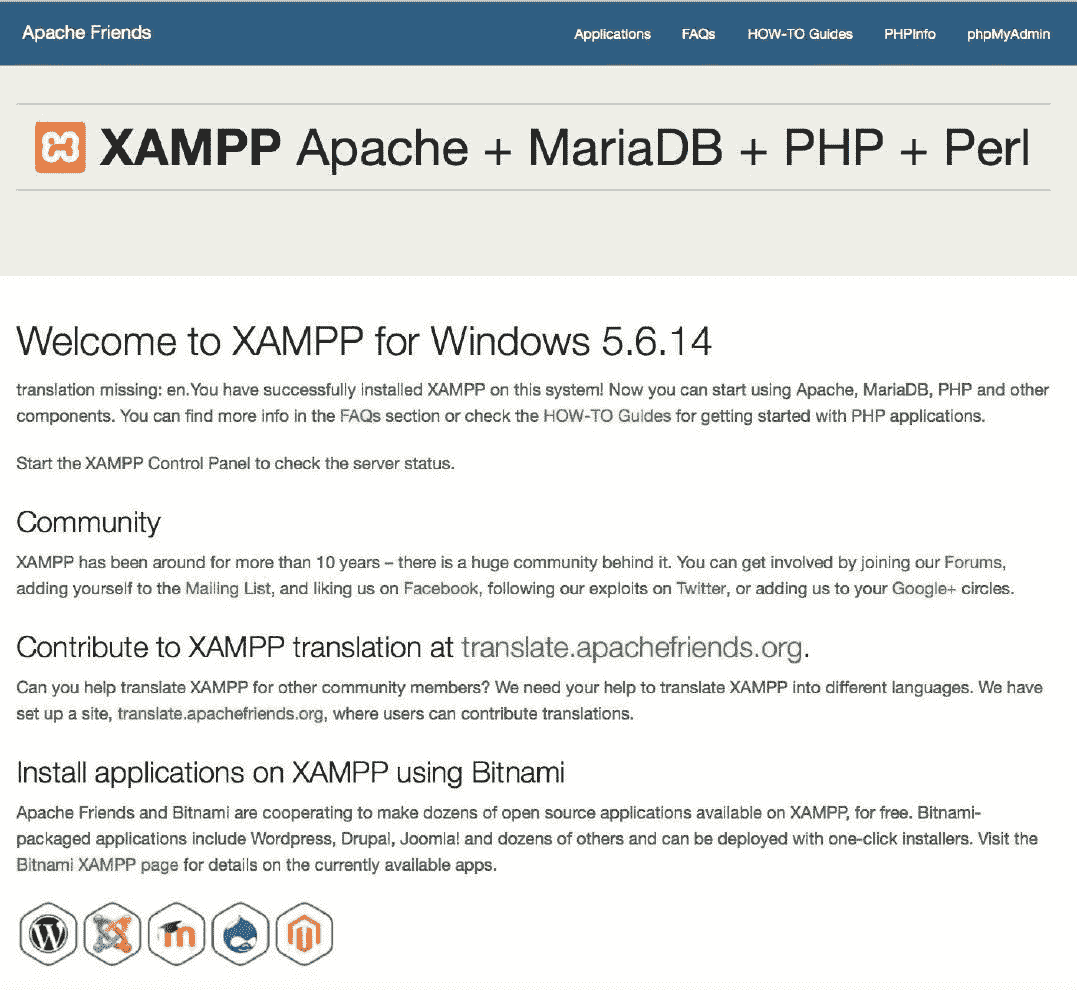 Apache Friends
Applications FAQs HOW-TO Guides PHPInfo phpMyAdmin
XAMPP Apache + MariaDB + PHP + Perl
Welcome to XAMPP for Windows 5.6.14
translation missing: en.You have successfully installed XAMPP on this system! Now you can start using Apache, MariaDB, PHP and other
components. You can find more info in the FAQs section or check the HOW-TO Guides for getting started with PHP applications.
Start the XAMPP Control Panel to check the server status.
Community
XAMPP has been around for more than 10 years – there is a huge community behind it. You can get involved by joining our Forums,
adding yourself to the Mailing List, and liking us on Facebook, following our exploits on Twitter, or adding us to your Google+ circles.
Contribute to XAMPP translation at translate.apachefriends.org.
Can you help translate XAMPP for other community members? We need your help to translate XAMPP into different languages. We have
set up a site, translate.apachefriends.org, where users can contribute translations.
Install applications on XAMPP using Bitnami
Apache Friends and Bitnami are cooperating to make dozens of open source applications available on XAMPP, for free. Bitnami-
packaged applications include Wordpress, Drupal, Joomla! and dozens of others and can be deployed with one-click installers. Visit the
Bitnami XAMPP page for details on the currently available apps.